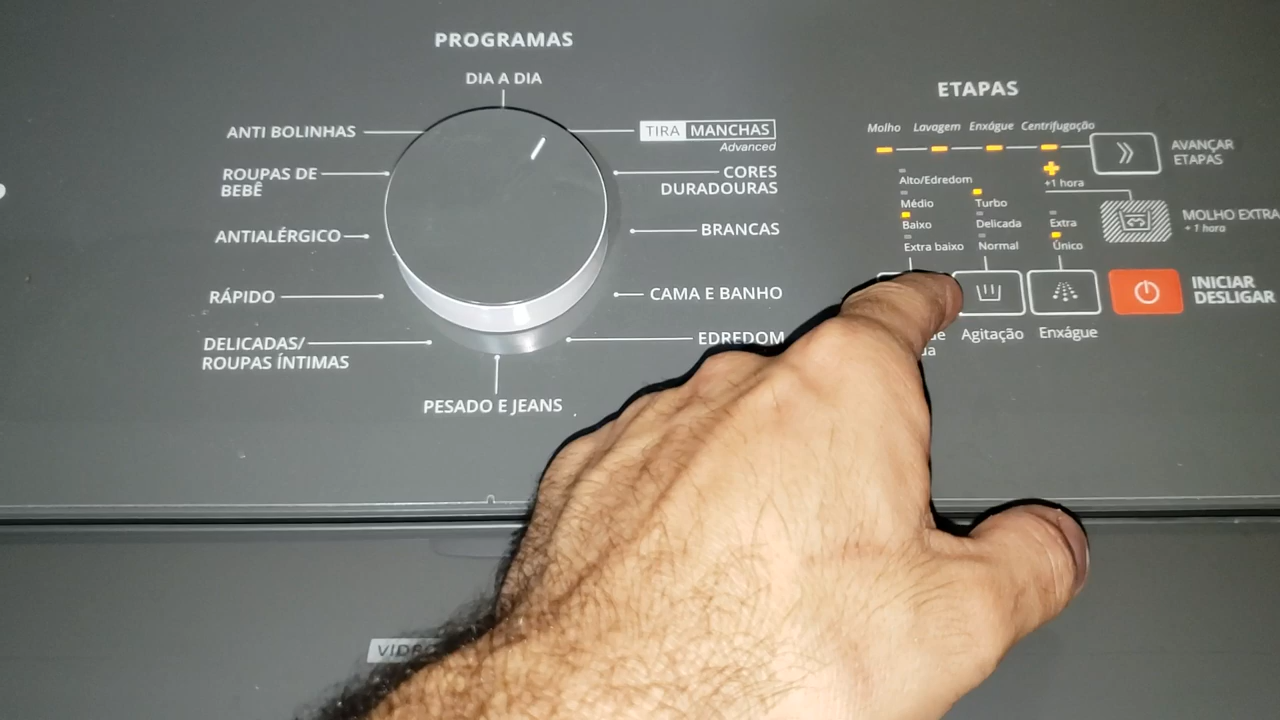 PROGRAMAS
DIA A DIA
ANTI BOLINHAS
ROUPAS DE
BEBÊ
ANTIALÉRGICO
RÁPIDO
DELICADAS/
ROUPAS ÍNTIMAS
PESADO E JEANS
TIRA MANCHAS
Advanced
CORES
DURADOURAS
BRANCAS
CAMA E BANHO
EDREDOM
ETAPAS
Molho Lavagem Enxágue Centrifugação
AVANÇAR
ETAPAS
+1 hora
MOLHO EXTRA
+ 1 hora
Alto/Edredom
Médio
Baixo
Extra baixo
Turbo
Delicada
Normal
Extra
Único
INICIAR
DESLIGAR
Agitação
Enxágue